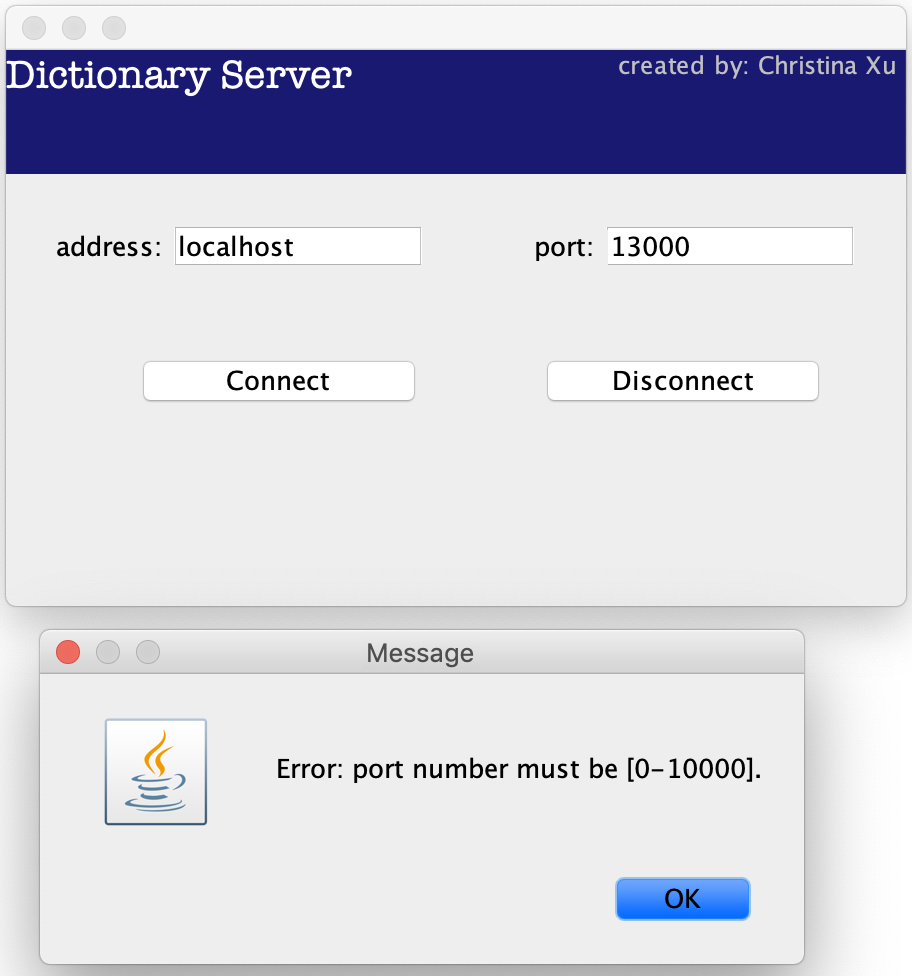 Dictionary Server
created by: Christina Xu
address: localhost
port: 13000
Connect
Disconnect
Message
Error: port number must be [0-10000].
OK